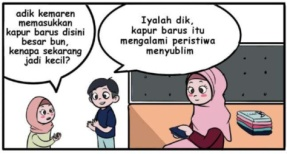 adik kemaren
memasukkan
kapur barus disini
besar bun,
kenapa sekarang
jadi kecil?
Iyalah dik,
kapur barus itu
mengalami peristiwa
menyublim